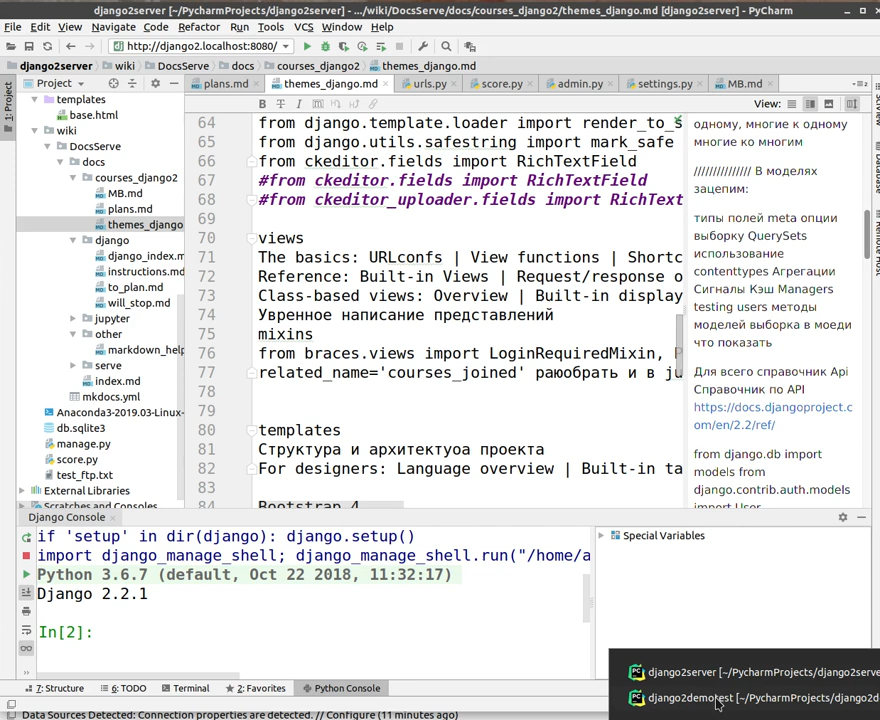 django2server [~/PycharmProjects/django2server] - .../wiki/DocsServe/docs/courses_django2/themes_django.md [django2server] - PyCharm
File Edit View Navigate Code Refactor Run Tools VCS Window Help
http://django2.localhost:8080/
django2server wiki DocsServe docs courses_django2 themes_django.md
1: Project
Project
plans.md themes_django.md urls.py score.py admin.py settings.py MB.md
View:
templates
base.html
wiki
DocsServe
docs
courses_django2
MB.md
plans.md
themes_django
django
django_index.m
instructions.md
to_plan.md
will_stop.md
jupyter
other
markdown_help
serve
index.md
mkdocs.yml
Anaconda3-2019.03-Linux-
db.sqlite3
manage.py
score.py
test_ftp.txt
External Libraries
Scratches and Consoles
64 from django.template.loader import render_to_s
65 from django.utils.safestring import mark_safe
66 from ckeditor.fields import RichTextField
67 #from ckeditor.fields import RichTextField
68 #from ckeditor_uploader.fields import RichText
69
70 views
71 The basics: URLconfs | View functions | Shortc
72 Reference: Built-in Views | Request/response o
73 Class-based views: Overview | Built-in display
74 Увренное написание представлений
75 mixins
76 from braces.views import LoginRequiredMixin,
77 related_name='courses_joined' раюобрать и в ju
78
79
80 templates
81 Структура и архитектуоа проекта
82 For designers: Language overview | Built-in ta
83
84 Bootstrap 4
одному, многие к одному
многие ко многим
/////////////// В моделях
зацепим:
типы полей meta опции
выборку QuerySets
использование
contenttypes Агрегации
Сигналы Кэш Managers
testing users методы
моделей выборка в моеди
что показать
Для всего справочник Api
Справочник по API
https://docs.djangoproject.c
om/en/2.2/ref/
from django.db import
models from
django.contrib.auth.models
import User
SciView
Database
Remote Host
Django Console
if 'setup' in dir(django): django.setup()
import django_manage_shell; django_manage_shell.run("/home/a
Python 3.6.7 (default, Oct 22 2018, 11:32:17)
Django 2.2.1
In[2]:
Special Variables
django2server [~/PycharmProjects/django2serve
django2demotest [~/PycharmProjects/django2d
7: Structure 6: TODO Terminal 2: Favorites Python Console
Data Sources Detected: Connection properties are detected. // Configure (11 minutes ago)